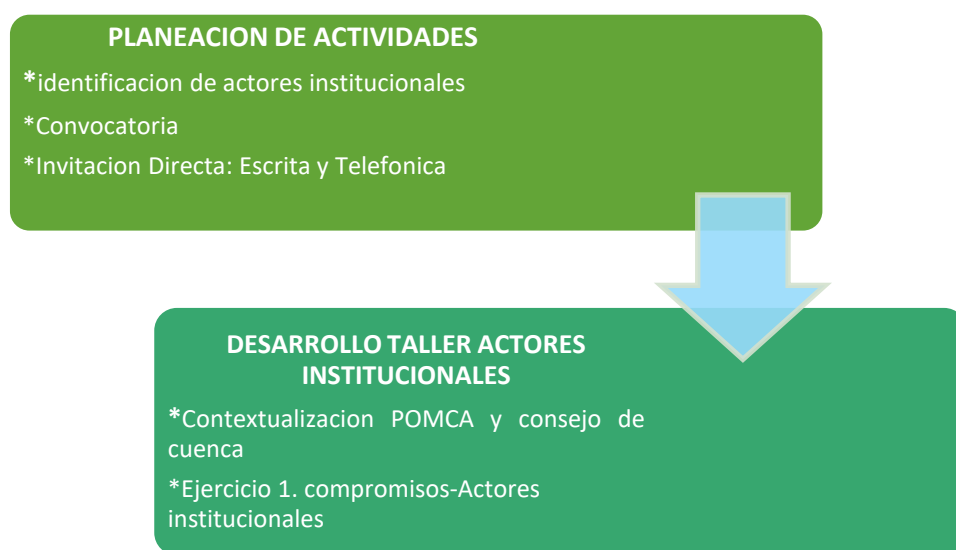 PLANEACION DE ACTIVIDADES
*identificacion de actores institucionales
*Convocatoria
*Invitacion Directa: Escrita y Telefonica
DESARROLLO TALLER ACTORES
INSTITUCIONALES
*Contextualizacion POMCA y consejo de
cuenca
*Ejercicio 1. compromisos-Actores
institucionales